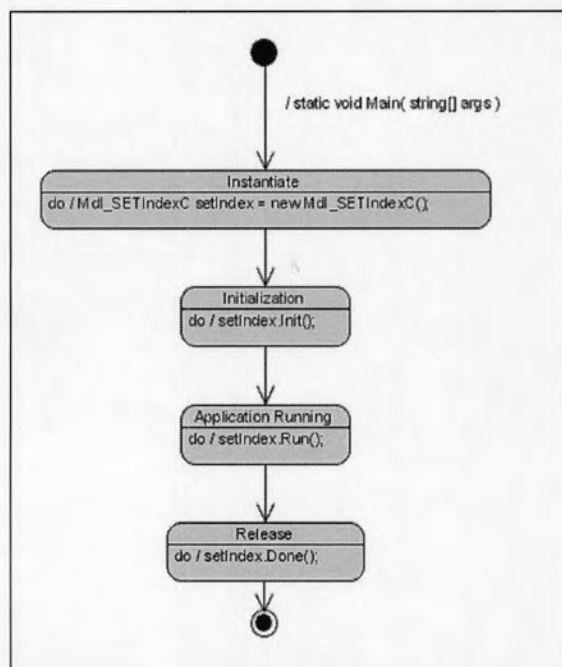 / static void Main( string[] args )
Instantiate
do / Mdl_SETIndexC setIndex = new Mdl_SETIndexC();
Initialization
do / setIndex.Init();
Application Running
do / setIndex.Run();
Release
do / setIndex.Done();